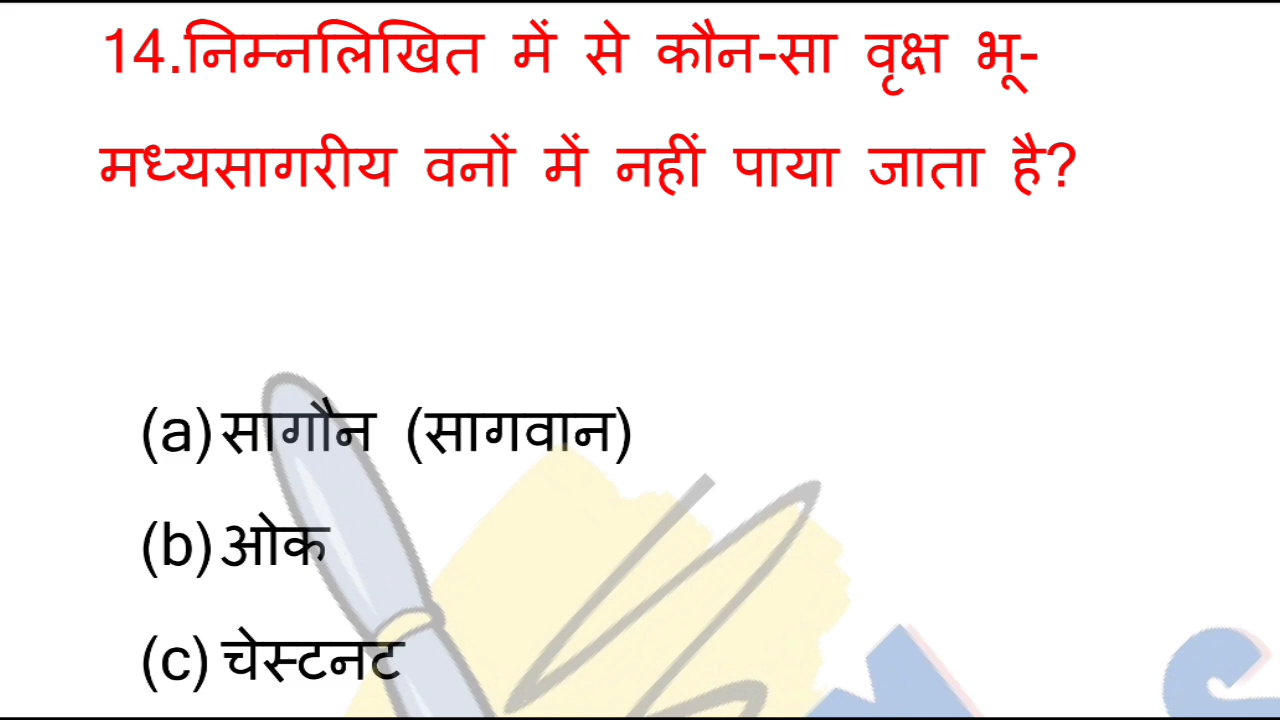 14.निम्नलिखित में से कौन-सा वृक्ष भू-
मध्यसागरीय वनों में नहीं पाया जाता है?
(a) सागौन (सागवान)
(b) ओक
(c) चेस्टनट